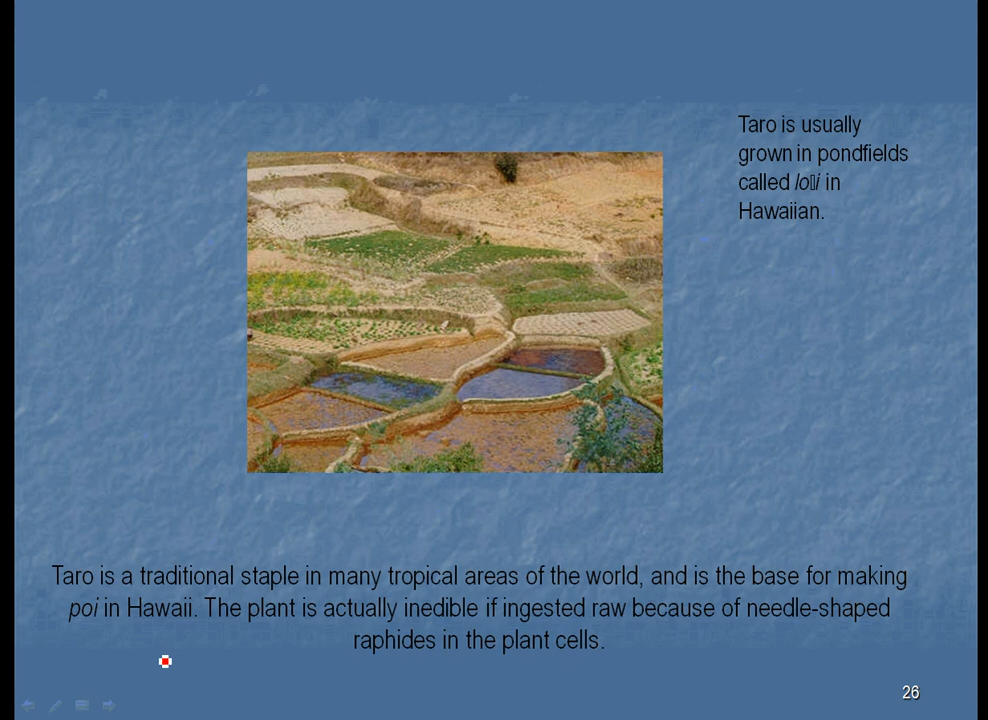 Taro is usually
grown in pondfields
called lo▯i in
Hawaiian.
Taro is a traditional staple in many tropical areas of the world, and is the base for making
poi in Hawaii. The plant is actually inedible if ingested raw because of needle-shaped
raphides in the plant cells.
26